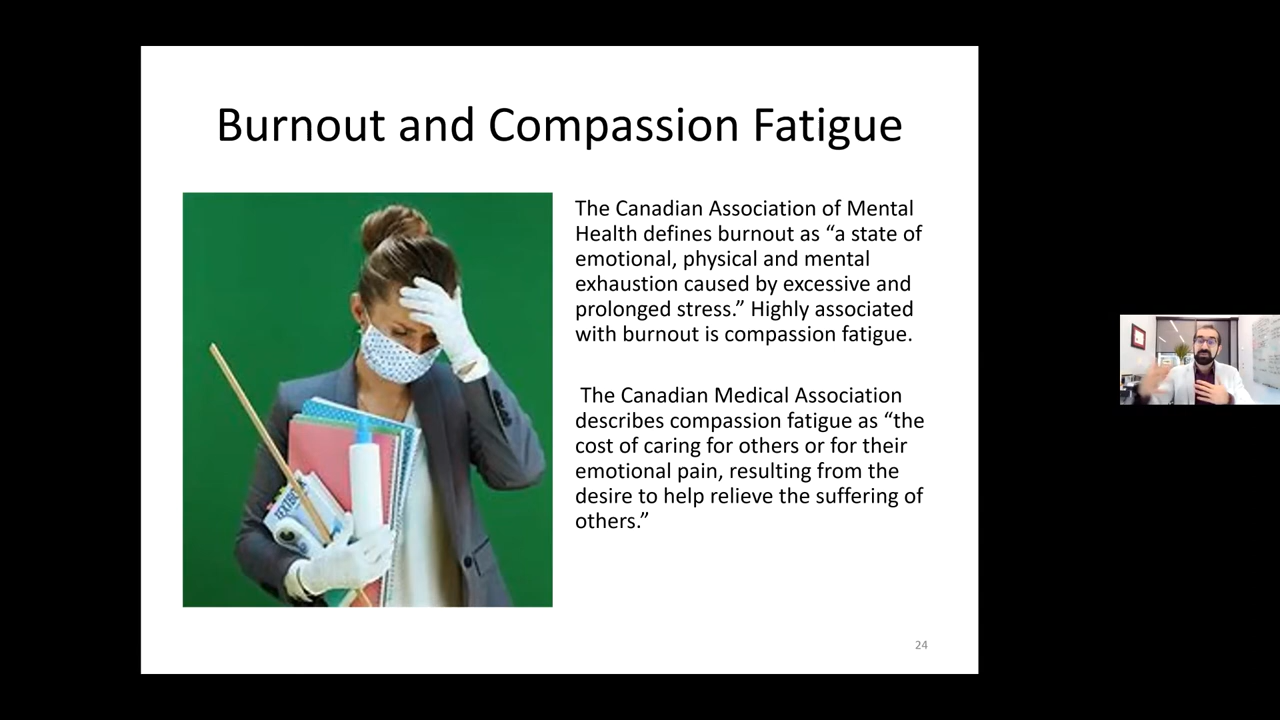 Burnout and Compassion Fatigue
The Canadian Association of Mental
Health defines burnout as “a state of
emotional, physical and mental
exhaustion caused by excessive and
prolonged stress.” Highly associated
with burnout is compassion fatigue.
The Canadian Medical Association
describes compassion fatigue as “the
cost of caring for others or for their
emotional pain, resulting from the
desire to help relieve the suffering of
others.”
24